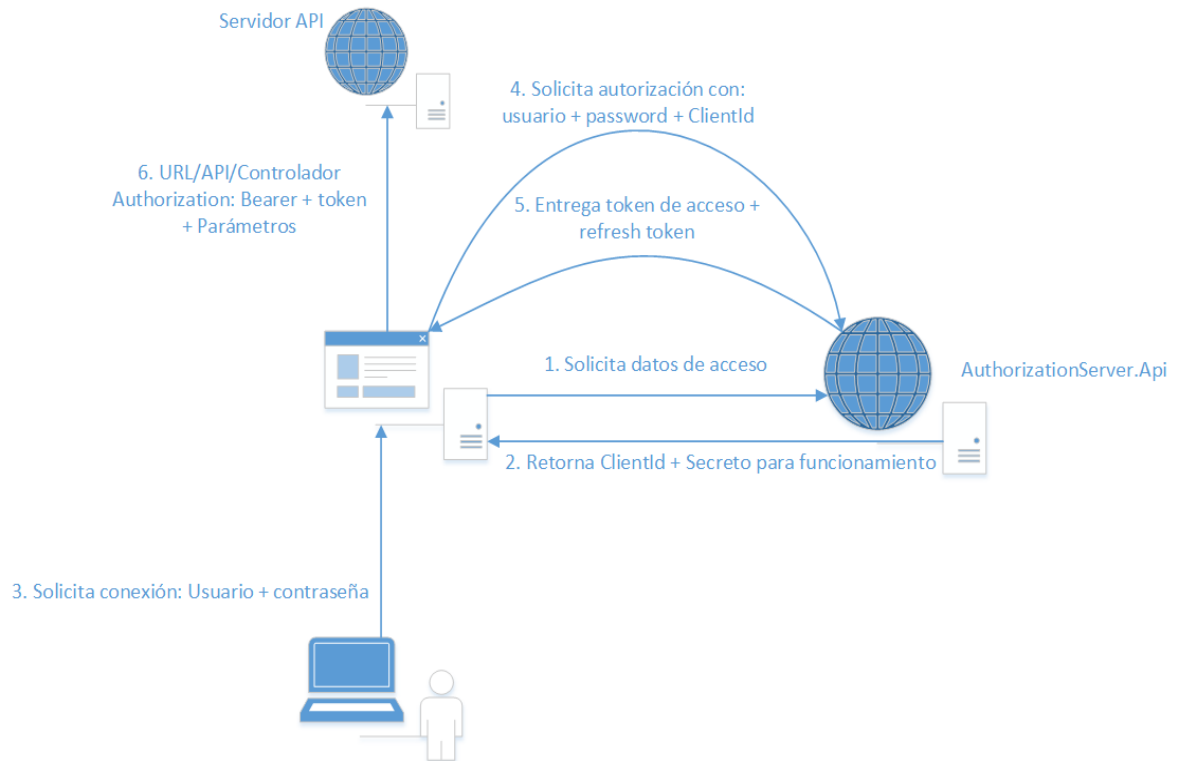 Servidor API
4. Solicita autorización con:
usuario + password + ClientId
6. URL/API/Controlador
Authorization: Bearer + token
+ Parámetros
5. Entrega token de acceso +
refresh token
1. Solicita datos de acceso
AuthorizationServer.Api
2. Retorna ClientId + Secreto para funcionamiento
3. Solicita conexión: Usuario + contraseña